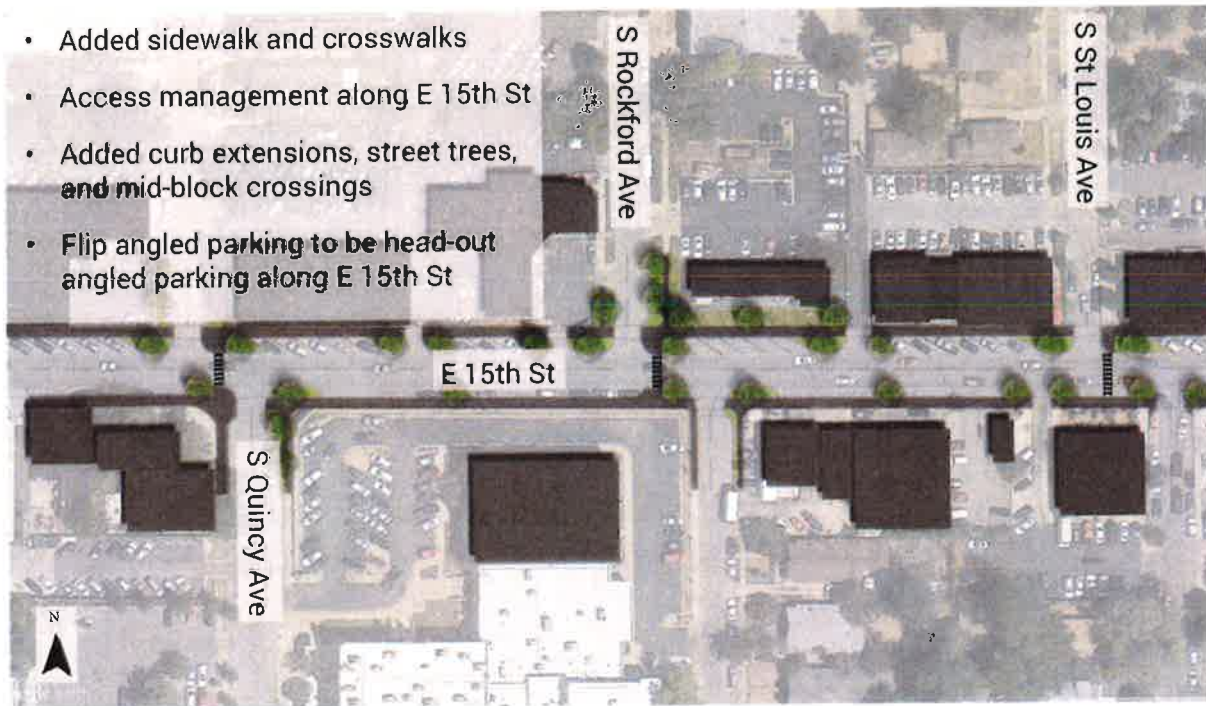 • Added sidewalk and crosswalks
• Access management along E 15th St
• Added curb extensions, street trees,
and mid-block crossings
• Flip angled parking to be head-out
angled parking along E 15th St
S Rockford Ave
S St Louis Ave
E 15th St
S Quincy Ave
N